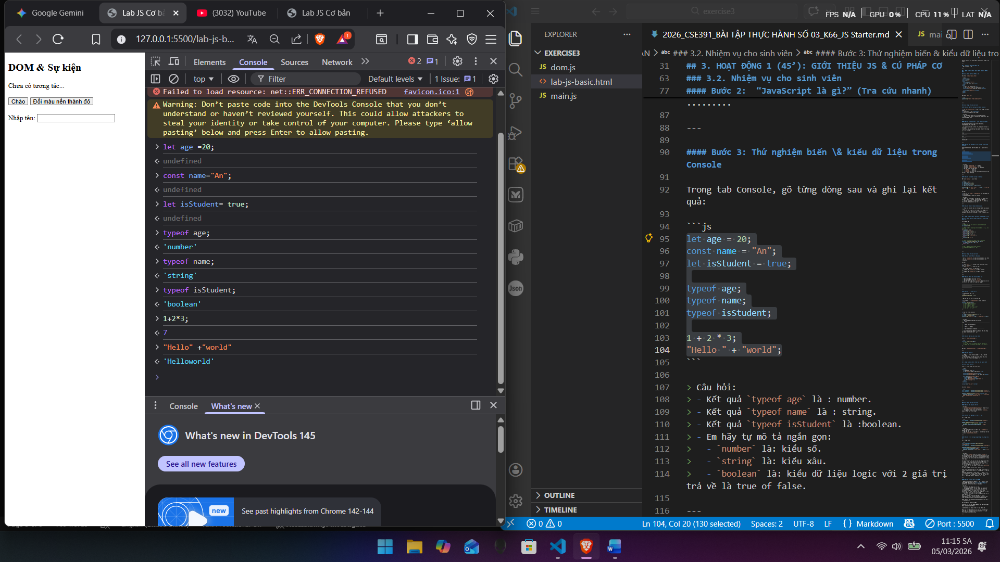 Google Gemini
Lab JS Cơ bả
(3032) YouTube
Lab JS Cơ bản
127.0.0.1:5500/lab-js-b...
1
DOM & Sự kiện
Chưa có tương tác...
Chào
Đổi màu nền thành đỏ
Nhập tên:
Elements
Console
Sources
Network
2
1
top
Filter
Default levels
1 Issue:
1
Failed to load resource: net::ERR_CONNECTION_REFUSED
favicon.ico:1
Warning: Don’t paste code into the DevTools Console that you don’t
understand or haven’t reviewed yourself. This could allow attackers to
steal your identity or take control of your computer. Please type ‘allow
pasting’ below and press Enter to allow pasting.
> let age =20;
undefined
> const name="An";
undefined
> let isStudent= true;
undefined
> typeof age;
'number'
> typeof name;
'string'
> typeof isStudent;
'boolean'
> 1+2*3;
7
> "Hello" +"world"
'Helloworld'
>
Console
What's new
What's new in DevTools 145
See all new features
new
See past highlights from Chrome 142-144
exercise3
FPS N/A
GPU 0%
CPU 11 %
LAT N/A
EXPLORER
EXERCISE3
JS dom.js
<> lab-js-basic.html
JS main.js
OUTLINE
TIMELINE
Json
2026_CSE391_BÀI TẬP THỰC HÀNH SỐ 03_K66_JS Starter.md
JS mai
AN > ### 3.2. Nhiệm vụ cho sinh viên > #### Bước 3: Thử nghiệm biến & kiểu dữ liệu tro
31 ## 3. HOẠT ĐỘNG 1 (45’): GIỚI THIỆU JS & CÚ PHÁP CƠ
63 ### 3.2. Nhiệm vụ cho sinh viên
77 #### Bước 2: “JavaScript là gì?” (Tra cứu nhanh)
.........
87
88 ---
89
90 #### Bước 3: Thử nghiệm biến \& kiểu dữ liệu trong
Console
91
92 Trong tab Console, gõ từng dòng sau và ghi lại kết
quả:
93
94 ```js
95 let age = 20;
96 const name = "An";
97 let isStudent = true;
98
99 typeof age;
100 typeof name;
101 typeof isStudent;
102
103 1 + 2 * 3;
104 "Hello " + "world";
105 ```
106
107 > Câu hỏi:
108 > - Kết quả `typeof age` là : number.
109 > - Kết quả `typeof name` là : string.
110 > - Kết quả `typeof isStudent` là :boolean.
111 > - Em hãy tự mô tả ngắn gọn:
112 > - `number` là: kiểu số.
113 > - `string` là: kiểu xâu.
114 > - `boolean` là: kiểu dữ liệu logic với 2 giá trị
trả về là true of false.
115
116 ---
0
0
Ln 104, Col 20 (130 selected)
Spaces: 2
UTF-8
LF
{ } Markdown
Port : 5500
11:15 SA
05/03/2026